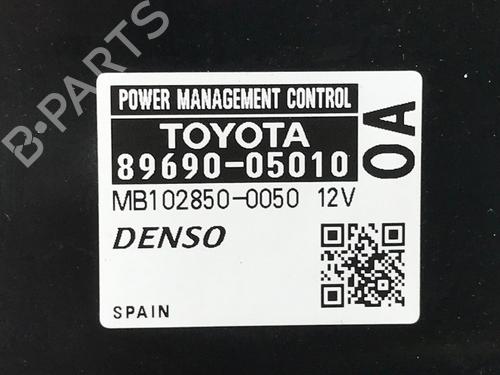 POWER MANAGEMENT CONTROL
TOYOTA
89690-05010
0A
MB102850-0050 12V
DENSO
SPAIN
B-PARTS